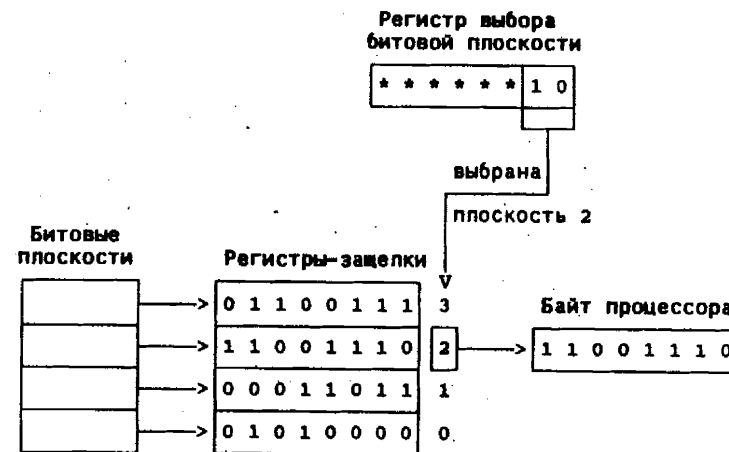 Регистр выбора
битовой плоскости
* * * * * * 1 0
выбрана
плоскость 2
Битовые
плоскости
Регистры-защелки
V
> 0 1 1 0 0 1 1 1 3
Байт процессора
> 1 1 0 0 1 1 1 0 2 > 1 1 0 0 1 1 1 0
> 0 0 0 1 1 0 1 1 1
> 0 1 0 1 0 0 0 0 0